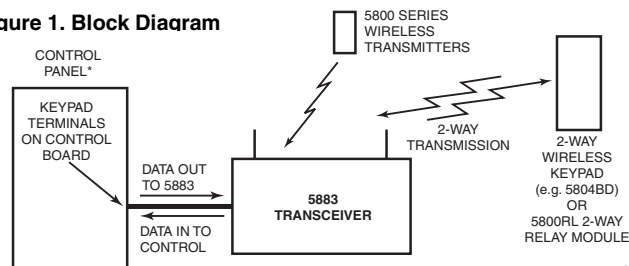 gure 1. Block Diagram
CONTROL
PANEL*
KEYPAD
TERMINALS
ON CONTROL
BOARD
DATA OUT
TO 5883
DATA IN TO
CONTROL
5883
TRANSCEIVER
5800 SERIES
WIRELESS
TRANSMITTERS
2-WAY
TRANSMISSION
2-WAY
WIRELESS
KEYPAD
(e.g. 5804BD)
OR
5800RL 2-WAY
RELAY MODULE